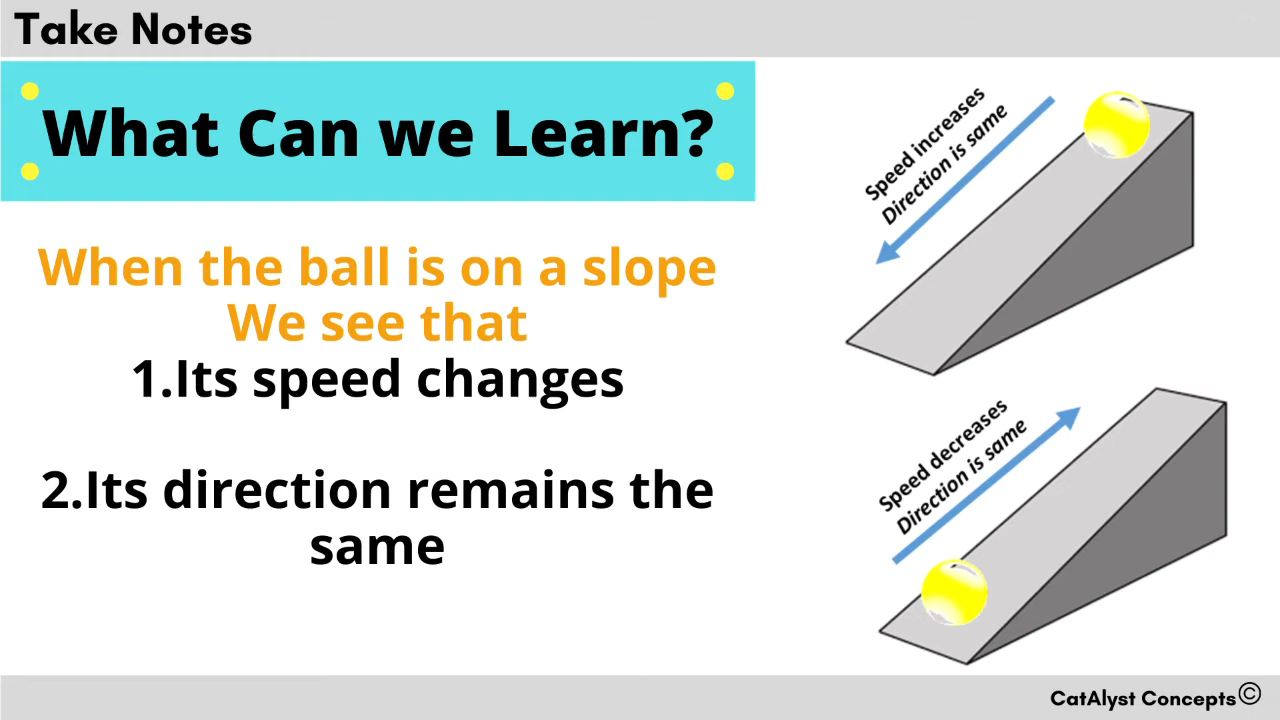 Take Notes
What Can we Learn?
When the ball is on a slope
We see that
1.Its speed changes
2.Its direction remains the
same
Speed increases
Direction is same
Speed decreases
Direction is same
CatAlyst Concepts©